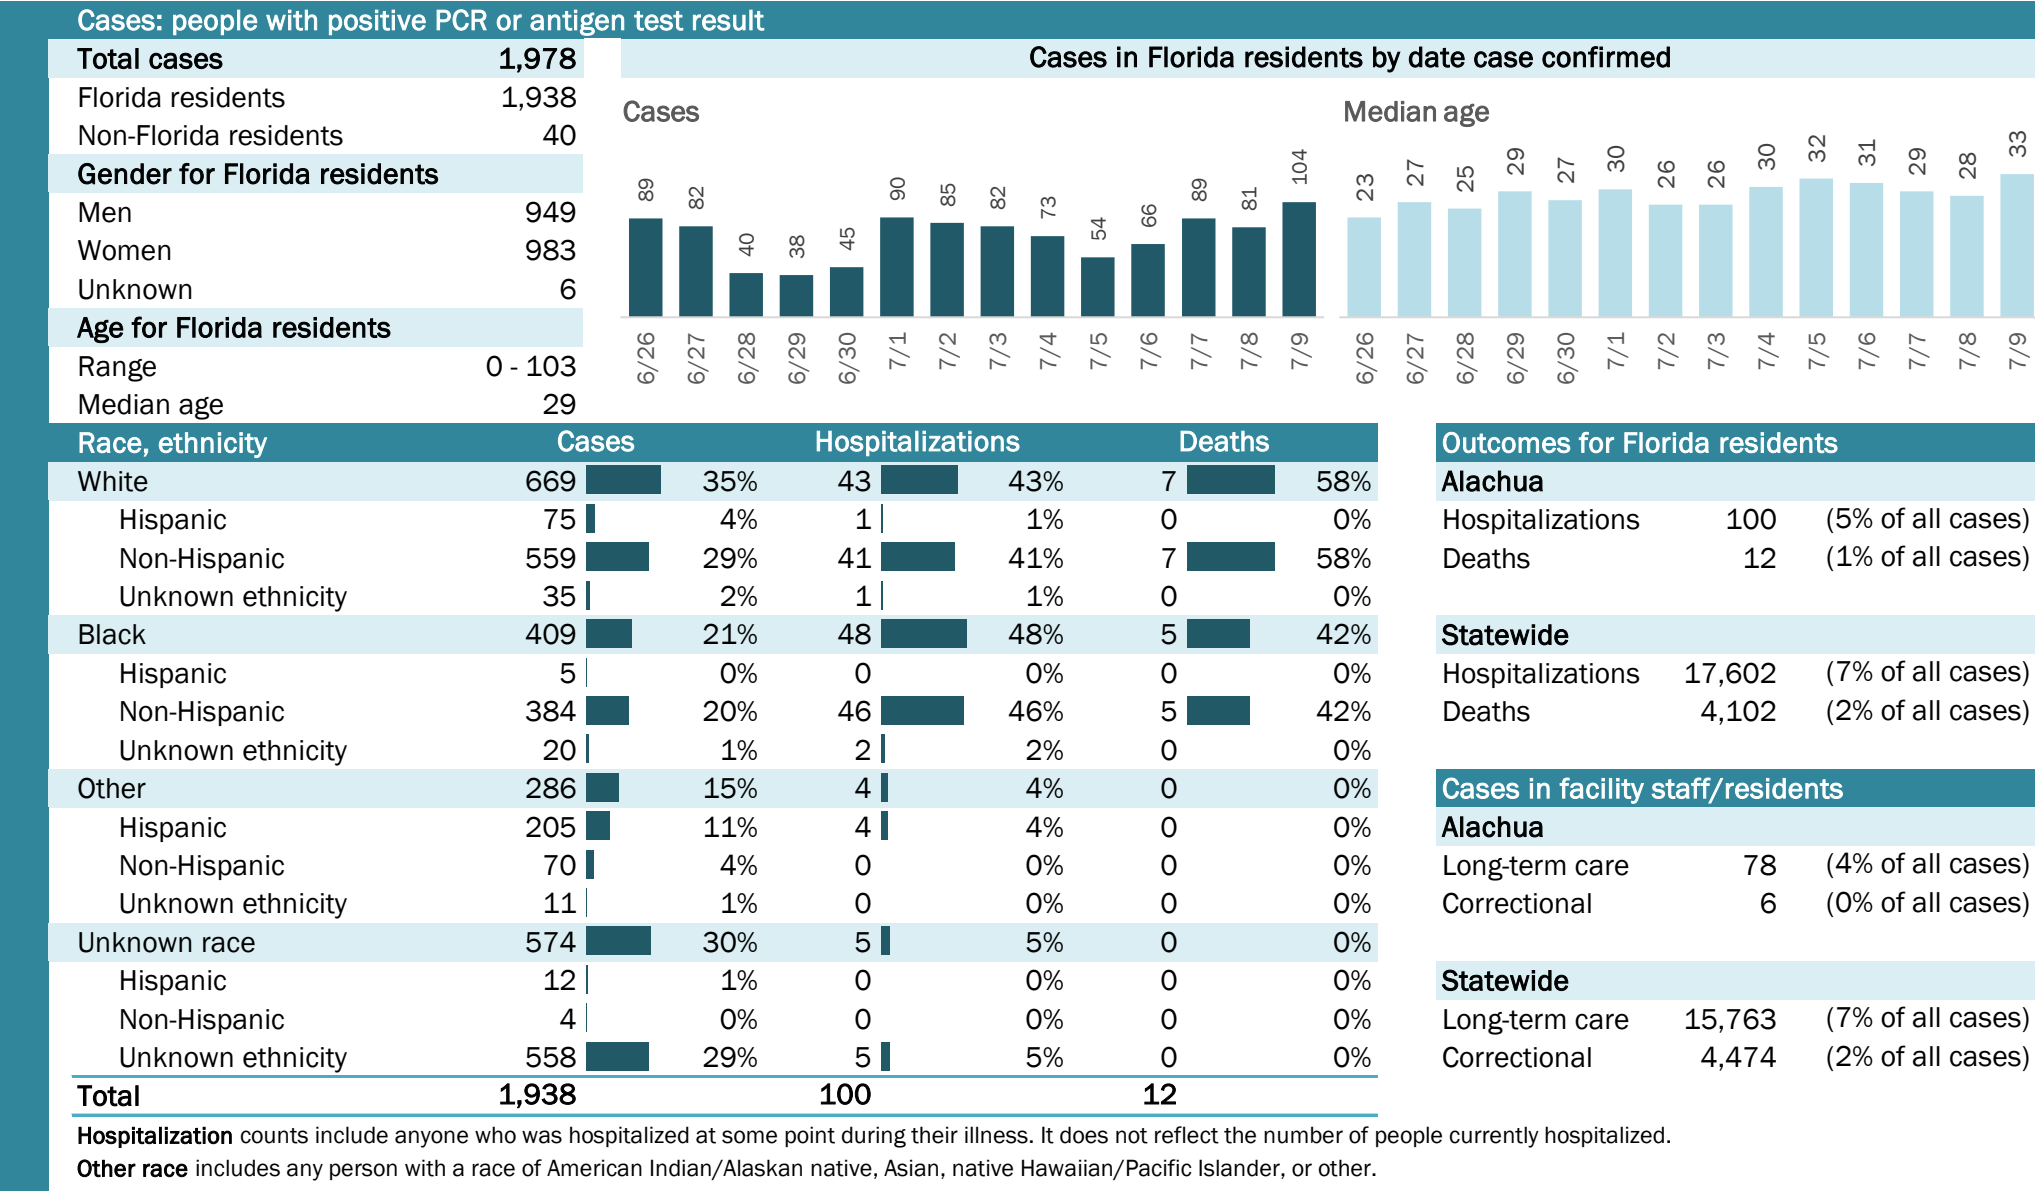 Cases: people with positive PCR or antigen test result
Total cases 1,978
Florida residents 1,938
Non-Florida residents 40
Gender for Florida residents
Men 949
Women 983
Unknown 6
Age for Florida residents
Range 0 - 103
Median age 29
Cases in Florida residents by date case confirmed
Cases
89 82 40 38 45 90 85 82 73 54 66 89 81 104
6/26 6/27 6/28 6/29 6/30 7/1 7/2 7/3 7/4 7/5 7/6 7/7 7/8 7/9
Median age
23 27 25 29 27 30 26 26 30 32 31 29 28 33
6/26 6/27 6/28 6/29 6/30 7/1 7/2 7/3 7/4 7/5 7/6 7/7 7/8 7/9
Race, ethnicity Cases Hospitalizations Deaths
White 669 35% 43 43% 7 58%
Hispanic 75 4% 1 1% 0 0%
Non-Hispanic 559 29% 41 41% 7 58%
Unknown ethnicity 35 2% 1 1% 0 0%
Black 409 21% 48 48% 5 42%
Hispanic 5 0% 0 0% 0 0%
Non-Hispanic 384 20% 46 46% 5 42%
Unknown ethnicity 20 1% 2 2% 0 0%
Other 286 15% 4 4% 0 0%
Hispanic 205 11% 4 4% 0 0%
Non-Hispanic 70 4% 0 0% 0 0%
Unknown ethnicity 11 1% 0 0% 0 0%
Unknown race 574 30% 5 5% 0 0%
Hispanic 12 1% 0 0% 0 0%
Non-Hispanic 4 0% 0 0% 0 0%
Unknown ethnicity 558 29% 5 5% 0 0%
Total 1,938 100 12
Outcomes for Florida residents
Alachua
Hospitalizations 100 (5% of all cases)
Deaths 12 (1% of all cases)
Statewide
Hospitalizations 17,602 (7% of all cases)
Deaths 4,102 (2% of all cases)
Cases in facility staff/residents
Alachua
Long-term care 78 (4% of all cases)
Correctional 6 (0% of all cases)
Statewide
Long-term care 15,763 (7% of all cases)
Correctional 4,474 (2% of all cases)
Hospitalization counts include anyone who was hospitalized at some point during their illness. It does not reflect the number of people currently hospitalized.
Other race includes any person with a race of American Indian/Alaskan native, Asian, native Hawaiian/Pacific Islander, or other.